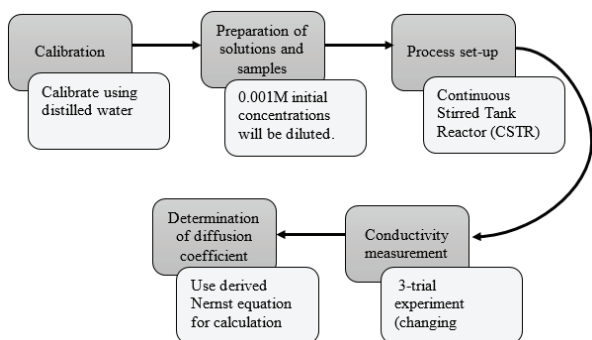 Calibration
Calibrate using
distilled water
Preparation of
solutions and
samples
0.001M initial
concentrations
will be diluted.
Process set-up
Continuous
Stirred Tank
Reactor (CSTR)
Conductivity
measurement
3-trial
experiment
(changing
Determination
of diffusion
coefficient
Use derived
Nernst equation
for calculation